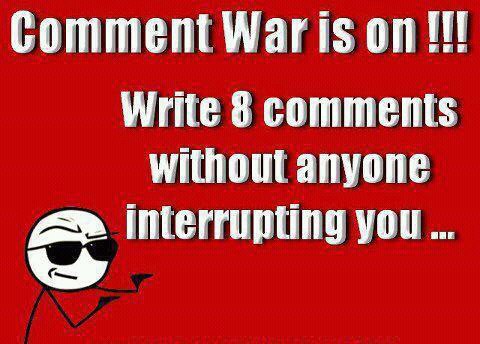 Comment War is on !!!
Write 8 comments
without anyone
interrupting you ...